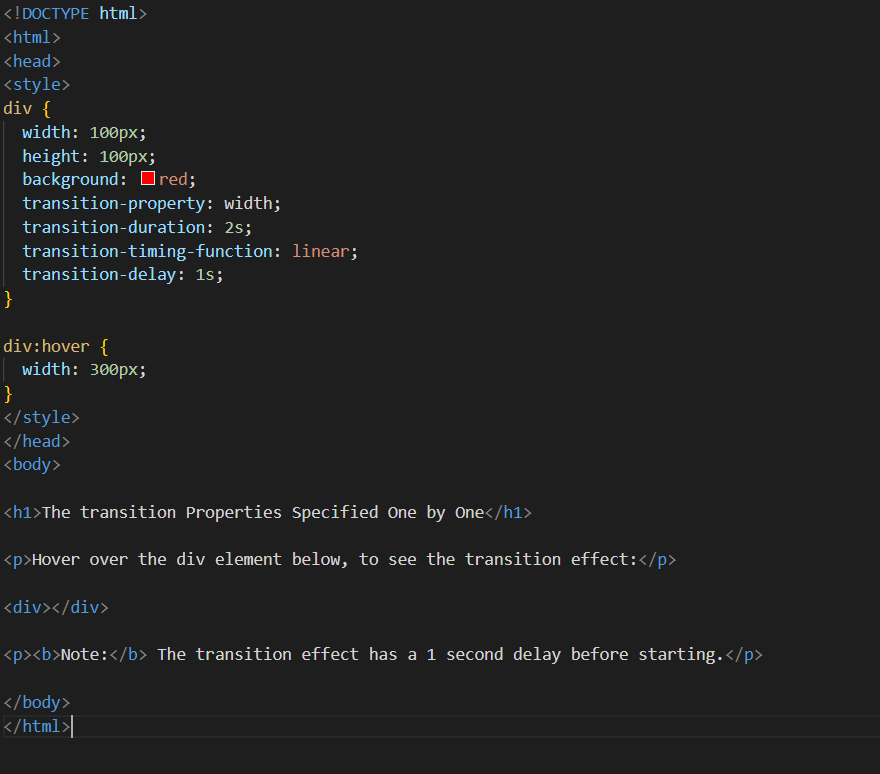 <!DOCTYPE html>
<html>
<head>
<style>
div {
  width: 100px;
  height: 100px;
  background: red;
  transition-property: width;
  transition-duration: 2s;
  transition-timing-function: linear;
  transition-delay: 1s;
}

div:hover {
  width: 300px;
}
</style>
</head>
<body>

<h1>The transition Properties Specified One by One</h1>

<p>Hover over the div element below, to see the transition effect:</p>

<div></div>

<p><b>Note:</b> The transition effect has a 1 second delay before starting.</p>

</body>
</html>